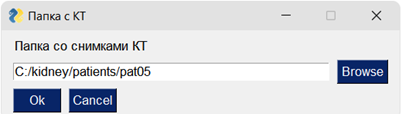 Папка с КТ
Папка со снимками КТ
C:/kidney/patients/pat05 Browse
Ok Cancel